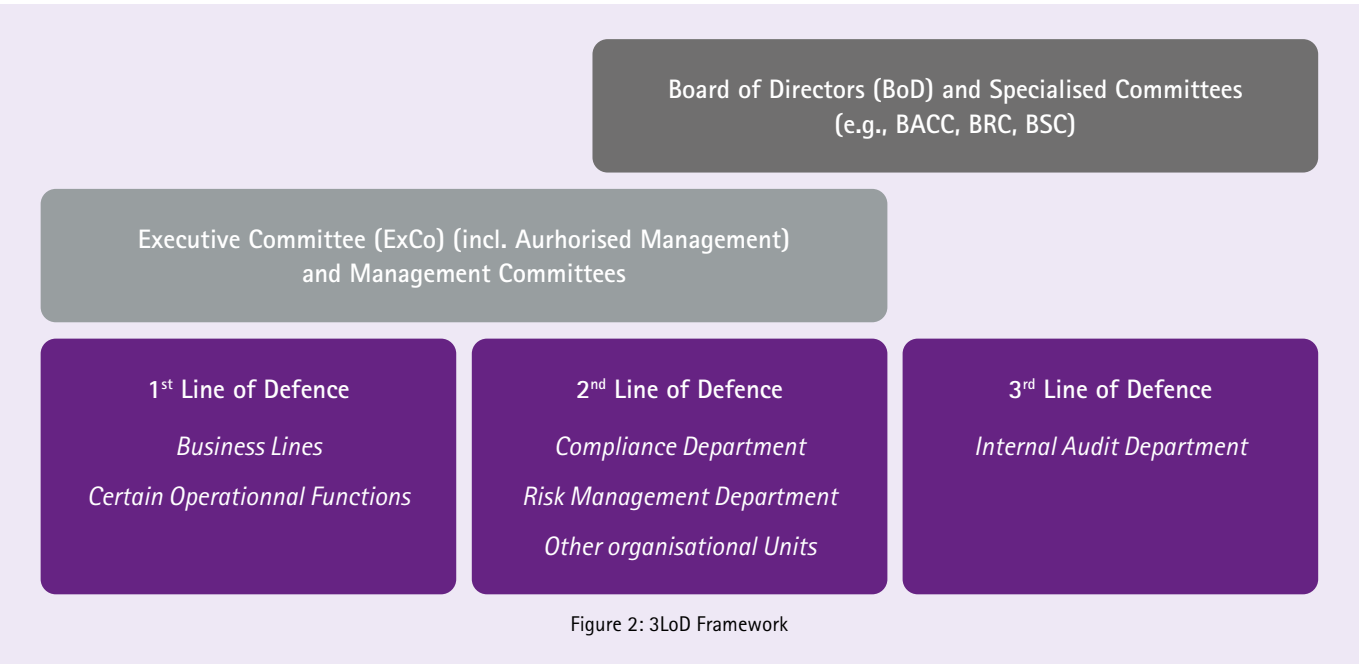 Board of Directors (BoD) and Specialised Committees
(e.g., BACC, BRC, BSC)
Executive Committee (ExCo) (incl. Aurhorised Management)
and Management Committees
1st Line of Defence
Business Lines
Certain Operationnal Functions
2nd Line of Defence
Compliance Department
Risk Management Department
Other organisational Units
3rd Line of Defence
Internal Audit Department
Figure 2: 3LoD Framework